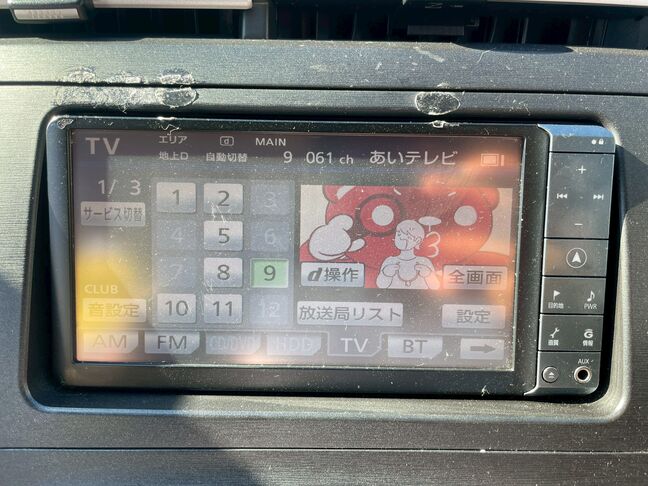 TV エリア 地上D d 自動切替 MAIN 9 061 ch あいテレビ
1/ 3
サービス切替
1 2 3
4 5 6
7 8 9
10 11 12
CLUB
音設定
d操作
全画面
放送局リスト
設定
AM FM CD/DVD HDD TV BT
+
−
目的地
PWR
画質
G
情報
AUX